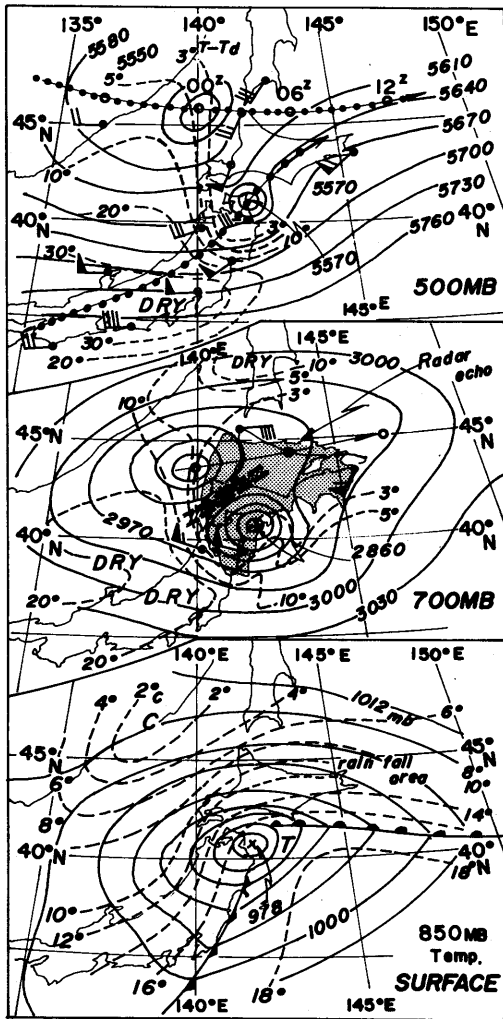 135° 140° 145° 150°E
5580
5550
3° T-Td
5°
00z 06z 12z
5610
5640
5670
5700
5730
5760
45° N
45° N
10°
20°
40° N
5570
3°
10°
40° N
5570
30°
DRY
30°
20°
145°E
500MB
140°E
145°E
DRY
10°
3000
5°
3°
Radar
echo
10°
45° N
45° N
2970
40° N
3°
5°
40° N
2860
DRY
DRY
20°
10°
3000
3030
20°
700MB
140°E 145°E 150°E
4°
2°c
2°
4°
1012mb
6°
C
45° N
45° N
6°
rain fall
area
8°
10°
8°
14°
40° N
T
40° N
18°
978
10°
12°
1000
850MB
Temp.
16°
18°
SURFACE
140°E
145°E